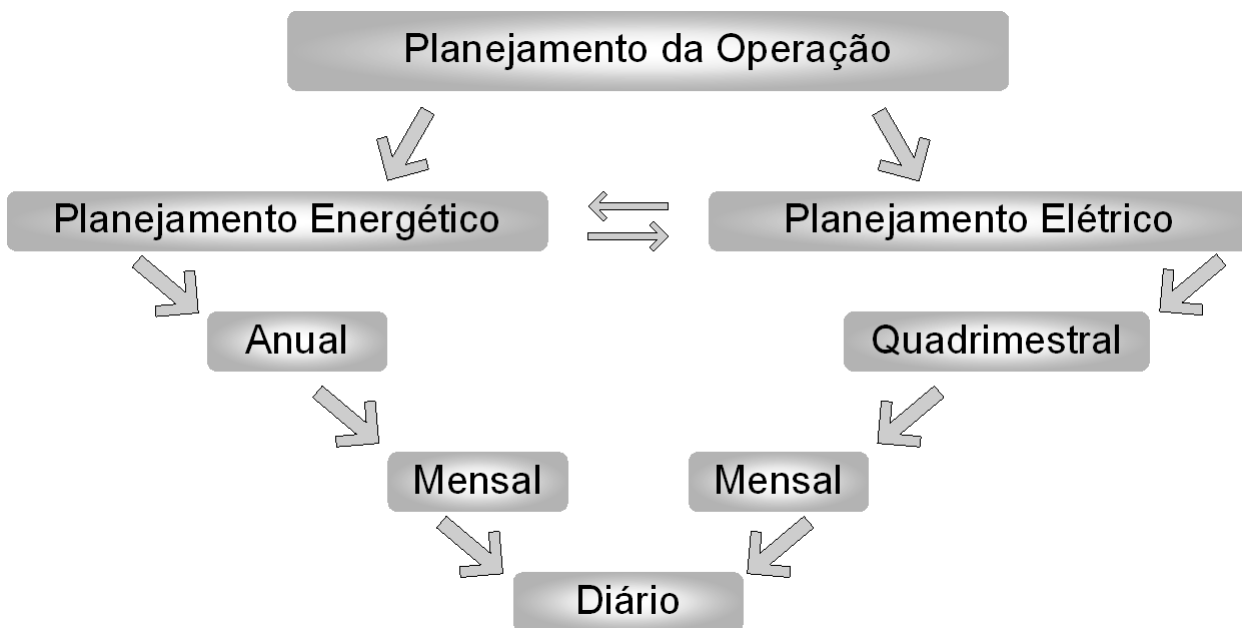 Planejamento da Operação
Planejamento Energético
Planejamento Elétrico
Anual
Quadrimestral
Mensal
Mensal
Diário